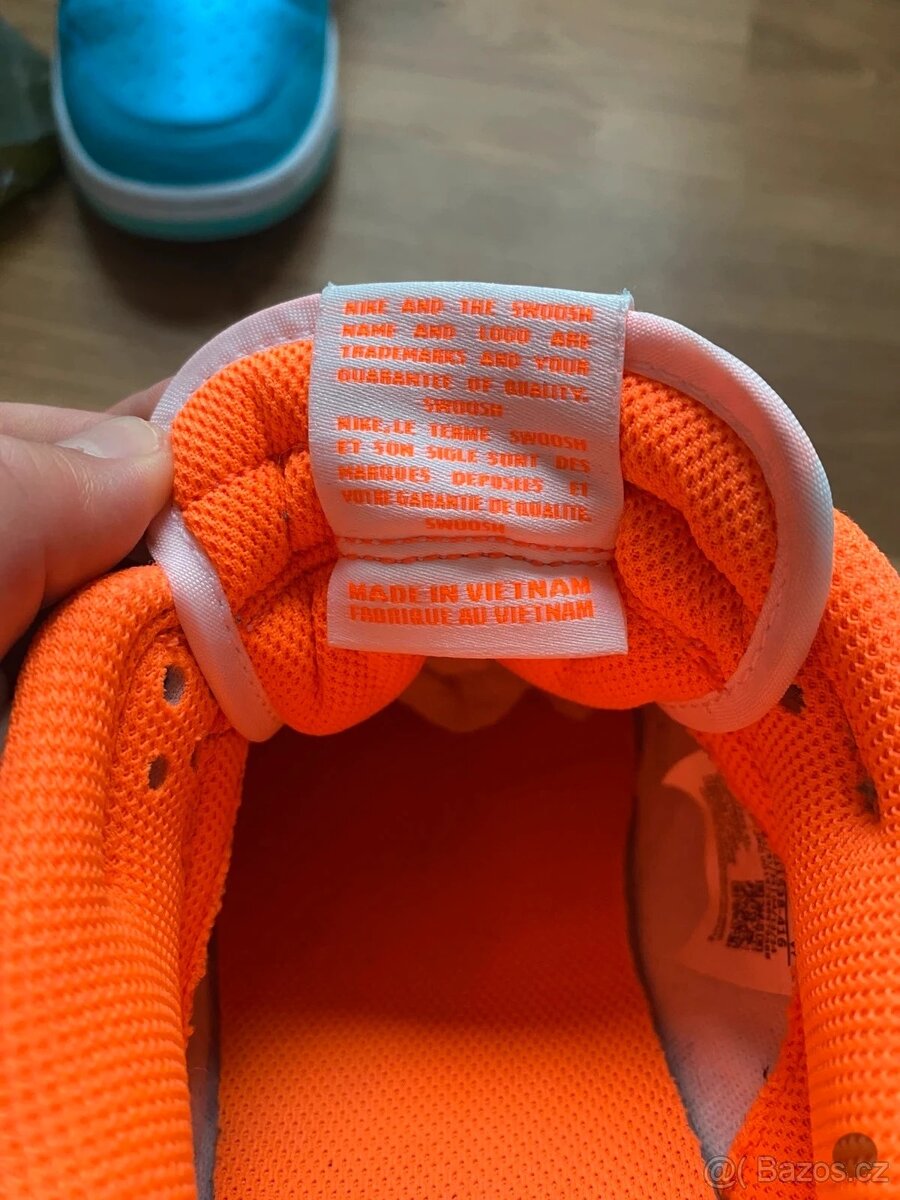 NIKE AND THE SWOOSH
NAME AND LOGO ARE
TRADEMARKS AND YOUR
GUARANTEE OF QUALITY.
SWOOSH
NIKE, LE TERME SWOOSH
ET SON SIGLE SONT DES
MARQUES DEPOSEES ET
VOTRE GARANTIE DE QUALITE.
SWOOSH
MADE IN VIETNAM
FABRIQUE AU VIETNAM
@( Bazos.cz